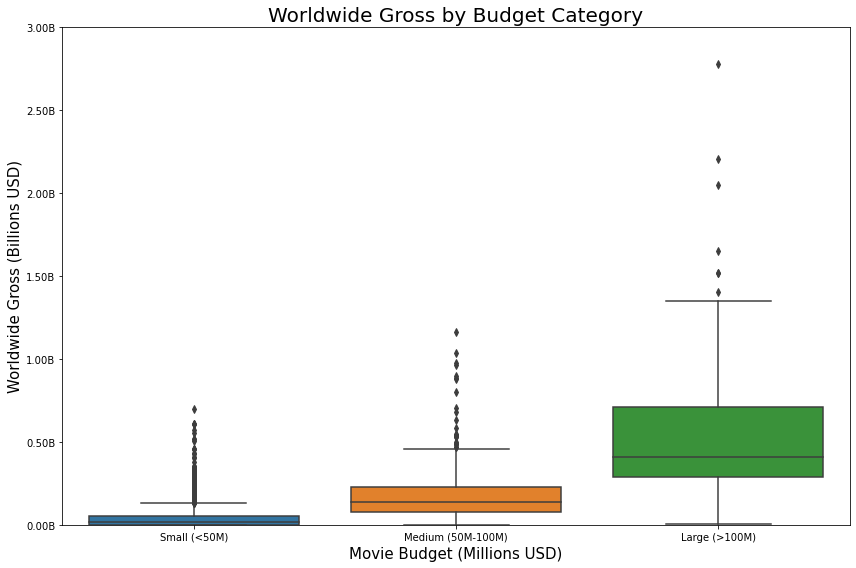 Worldwide Gross by Budget Category
Worldwide Gross (Billions USD)
3.00B
2.50B
2.00B
1.50B
1.00B
0.50B
0.00B
Small (<50M)
Medium (50M-100M)
Large (>100M)
Movie Budget (Millions USD)